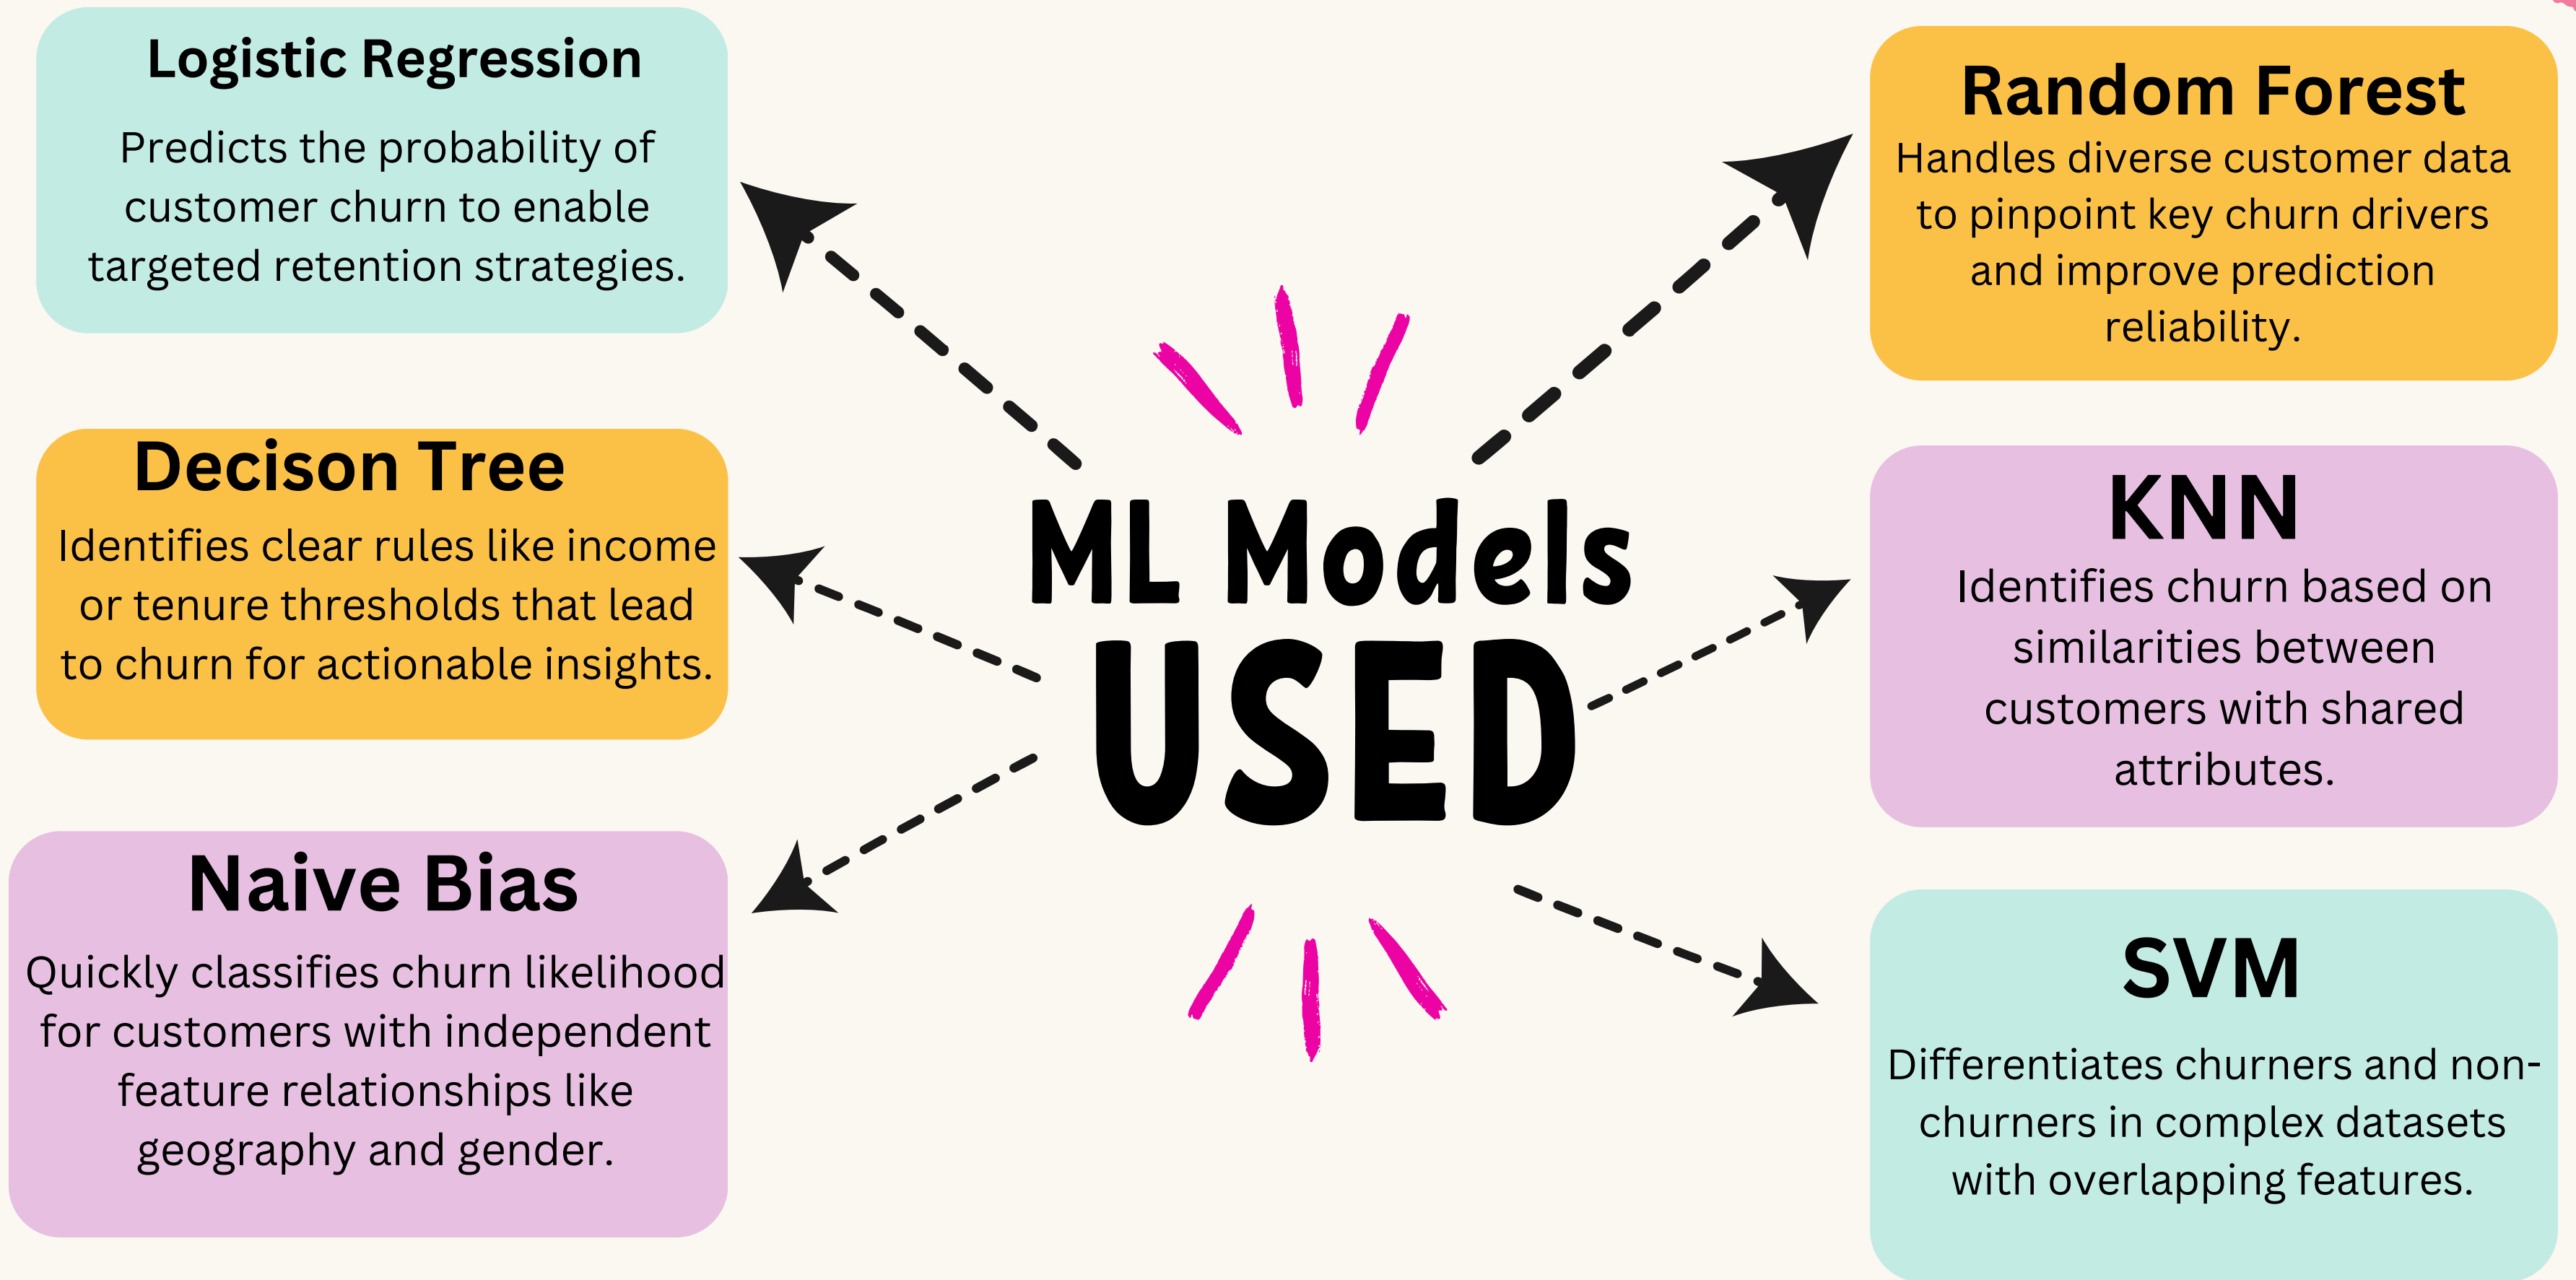 Logistic Regression
Predicts the probability of
customer churn to enable
targeted retention strategies.
Decison Tree
Identifies clear rules like income
or tenure thresholds that lead
to churn for actionable insights.
Naive Bias
Quickly classifies churn likelihood
for customers with independent
feature relationships like
geography and gender.
ML Models
USED
Random Forest
Handles diverse customer data
to pinpoint key churn drivers
and improve prediction
reliability.
KNN
Identifies churn based on
similarities between
customers with shared
attributes.
SVM
Differentiates churners and non-
churners in complex datasets
with overlapping features.